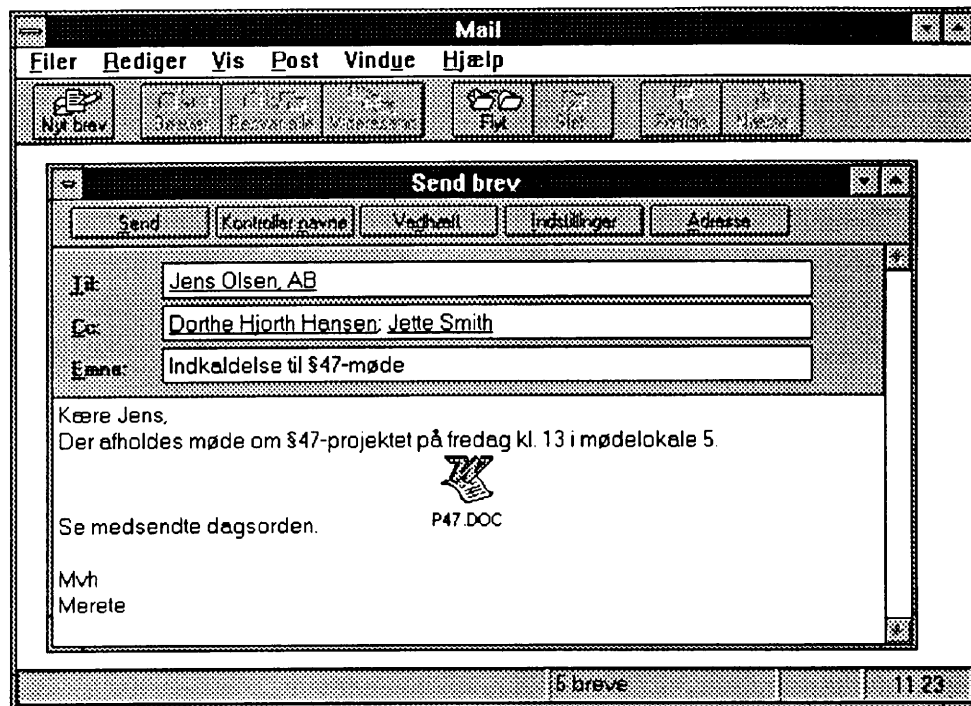 Mail
Filer Rediger Vis Post Vindue Hjælp
Nyt brev Flyt
Send brev
Send Kontroller navne Vedhæft Indstillinger Adresse
Til: Jens Olsen, AB
Cc: Dorthe Hjorth Hansen; Jette Smith
Emne: Indkaldelse til §47-møde
Kære Jens,
Der afholdes møde om §47-projektet på fredag kl. 13 i mødelokale 5.
P47.DOC
Se medsendte dagsorden.
Mvh
Merete
5 breve 11 23